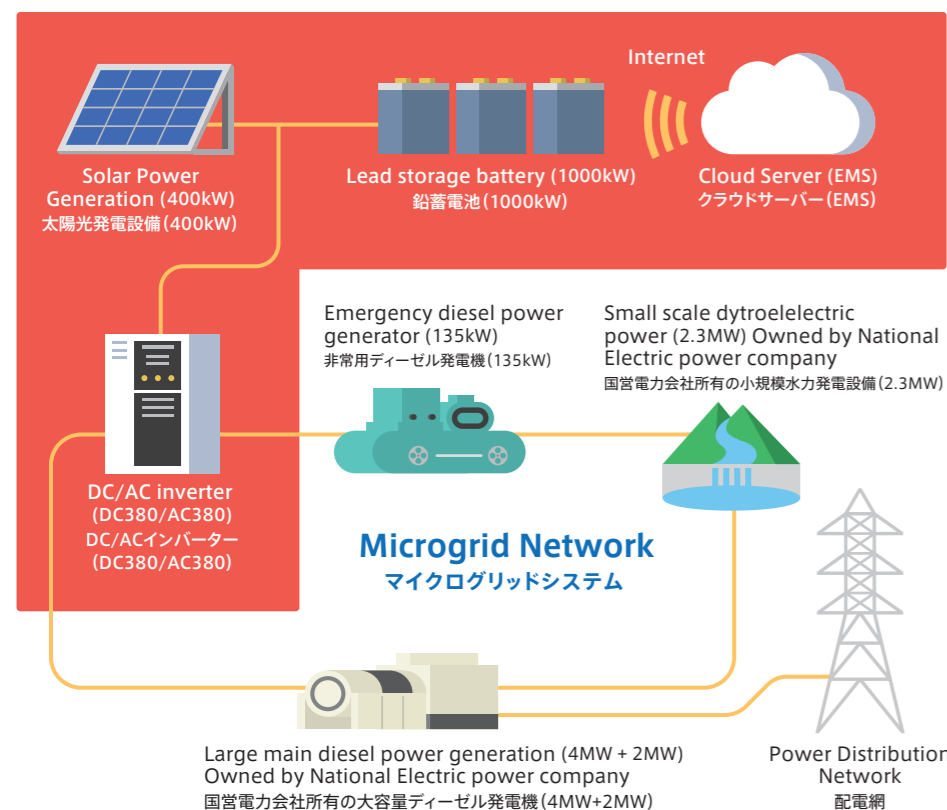 Internet
Solar Power
Generation (400kW)
太陽光発電設備(400kW)
Lead storage battery (1000kW)
鉛蓄電池(1000kW)
Cloud Server (EMS)
クラウドサーバー(EMS)
Emergency diesel power
generator (135kW)
非常用ディーゼル発電機(135kW)
Small scale dytroelelectric
power (2.3MW) Owned by National
Electric power company
国営電力会社所有の小規模水力発電設備(2.3MW)
DC/AC inverter
(DC380/AC380)
DC/ACインバーター
(DC380/AC380)
Microgrid Network
マイクログリッドシステム
Large main diesel power generation (4MW + 2MW)
Owned by National Electric power company
国営電力会社所有の大容量ディーゼル発電機(4MW+2MW)
Power Distribution
Network
配電網